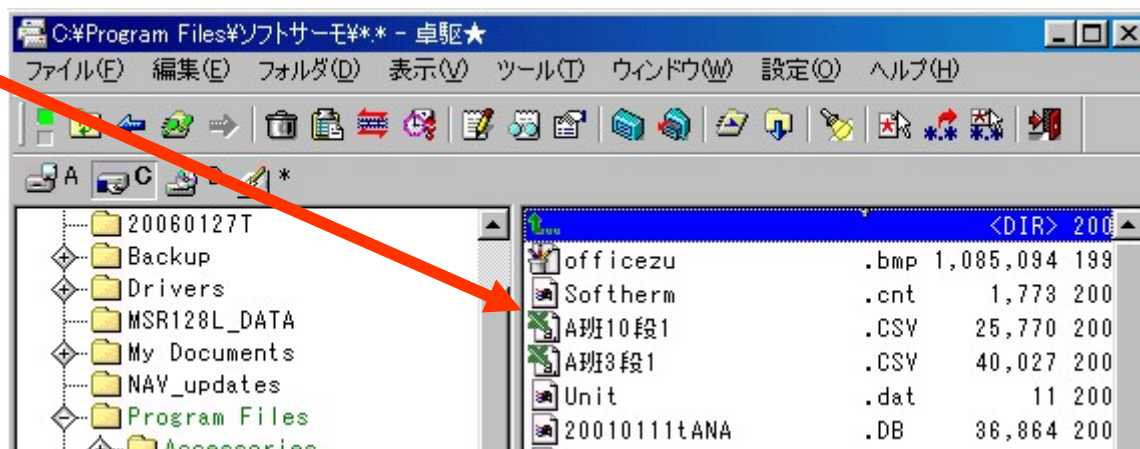 C:¥Program Files¥ソフトサーモ¥*.* - 卓駆★
ファイル(F) 編集(E) フォルダ(D) 表示(V) ツール(T) ウィンドウ(W) 設定(O) ヘルプ(H)
A C D *
20060127T
Backup
Drivers
MSR128L_DATA
My Documents
NAV_updates
Program Files
Accessories
<DIR> 200
officezu .bmp 1,085,094 199
Softherm .cnt 1,773 200
A班10段1 .CSV 25,770 200
A班3段1 .CSV 40,027 200
Unit .dat 11 200
20010111tANA .DB 36,864 200